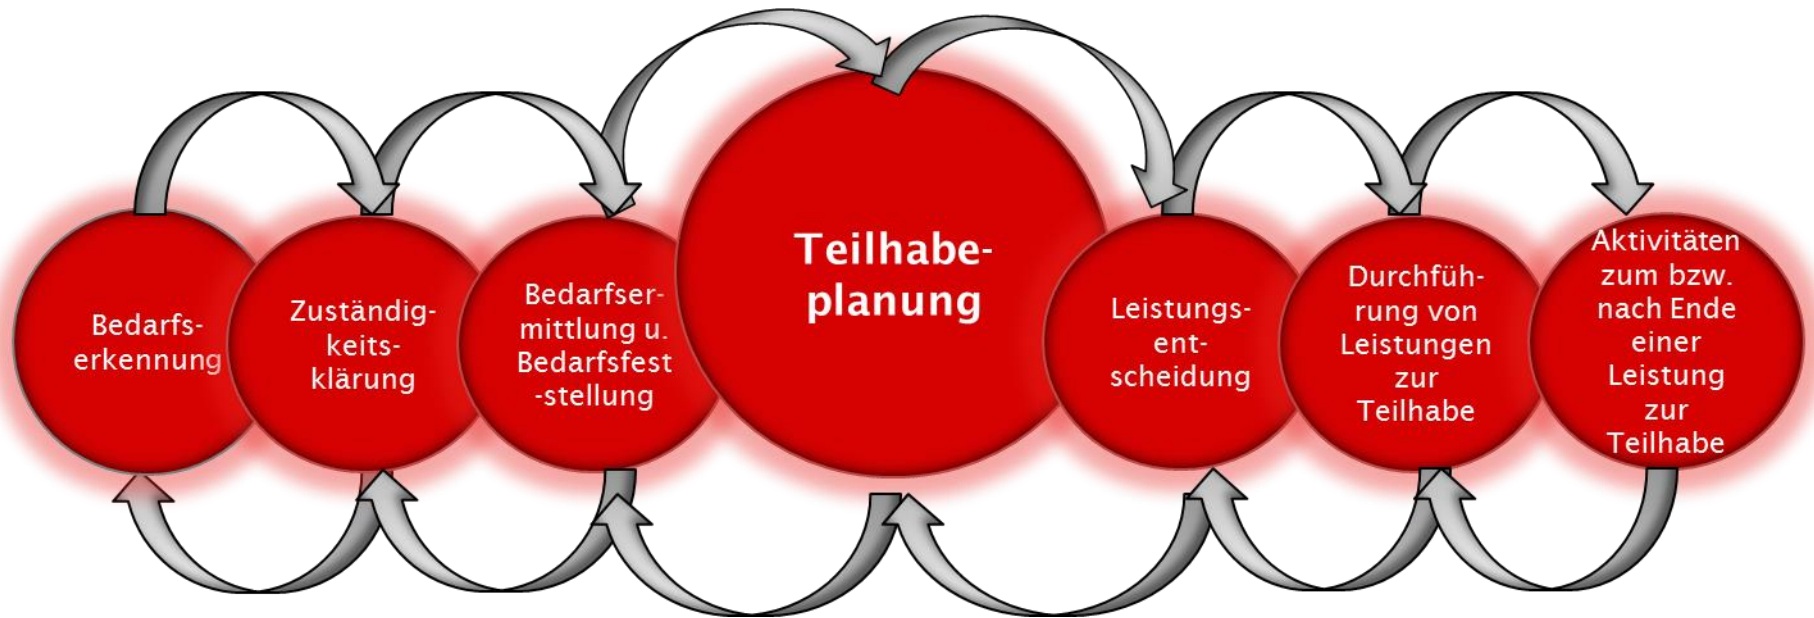 Bedarfs-
erkennung
Zuständig-
keits-
klärung
Bedarfser-
mittlung u.
Bedarfsfest
-stellung
Teilhabe-
planung
Leistungs-
ent-
scheidung
Durchfüh-
rung von
Leistungen
zur
Teilhabe
Aktivitäten
zum bzw.
nach Ende
einer
Leistung
zur
Teilhabe